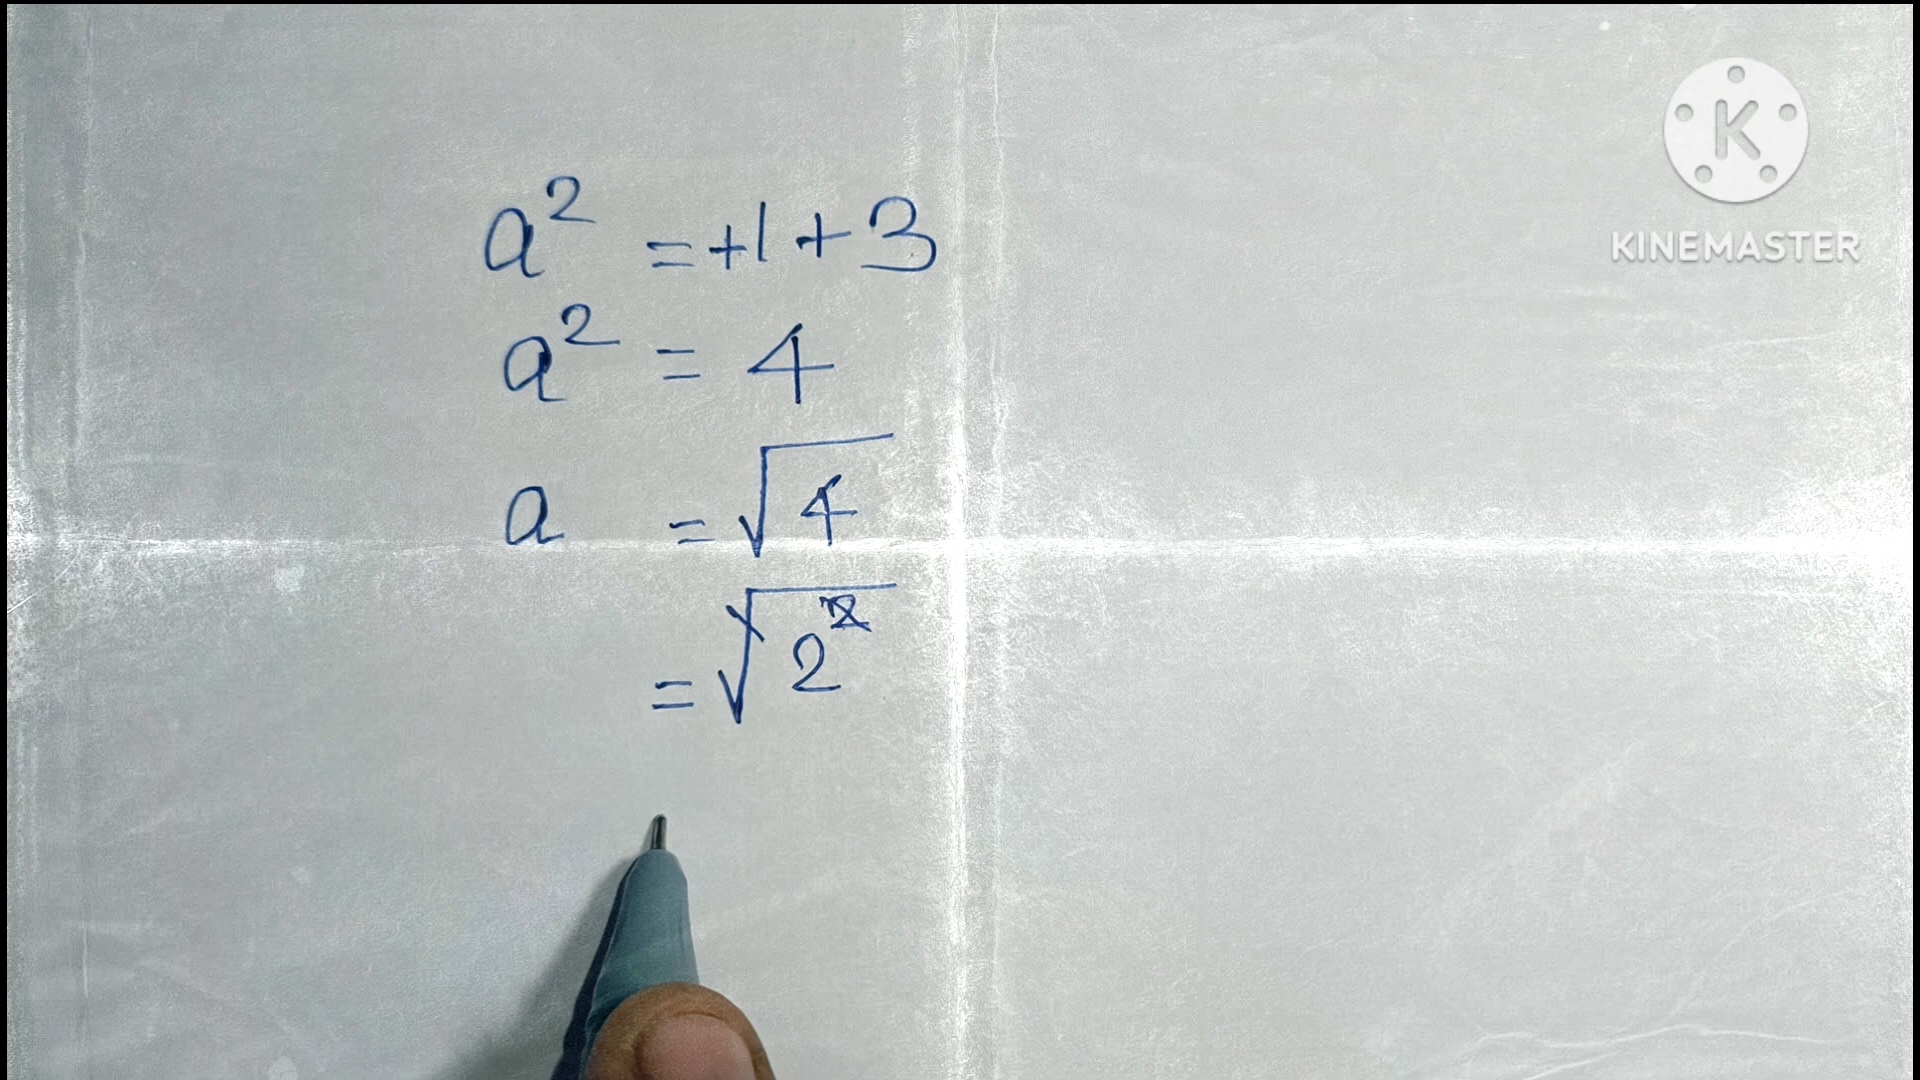 a² = +1+3
a² = 4
a = √4
= √2²
K
KINEMASTER